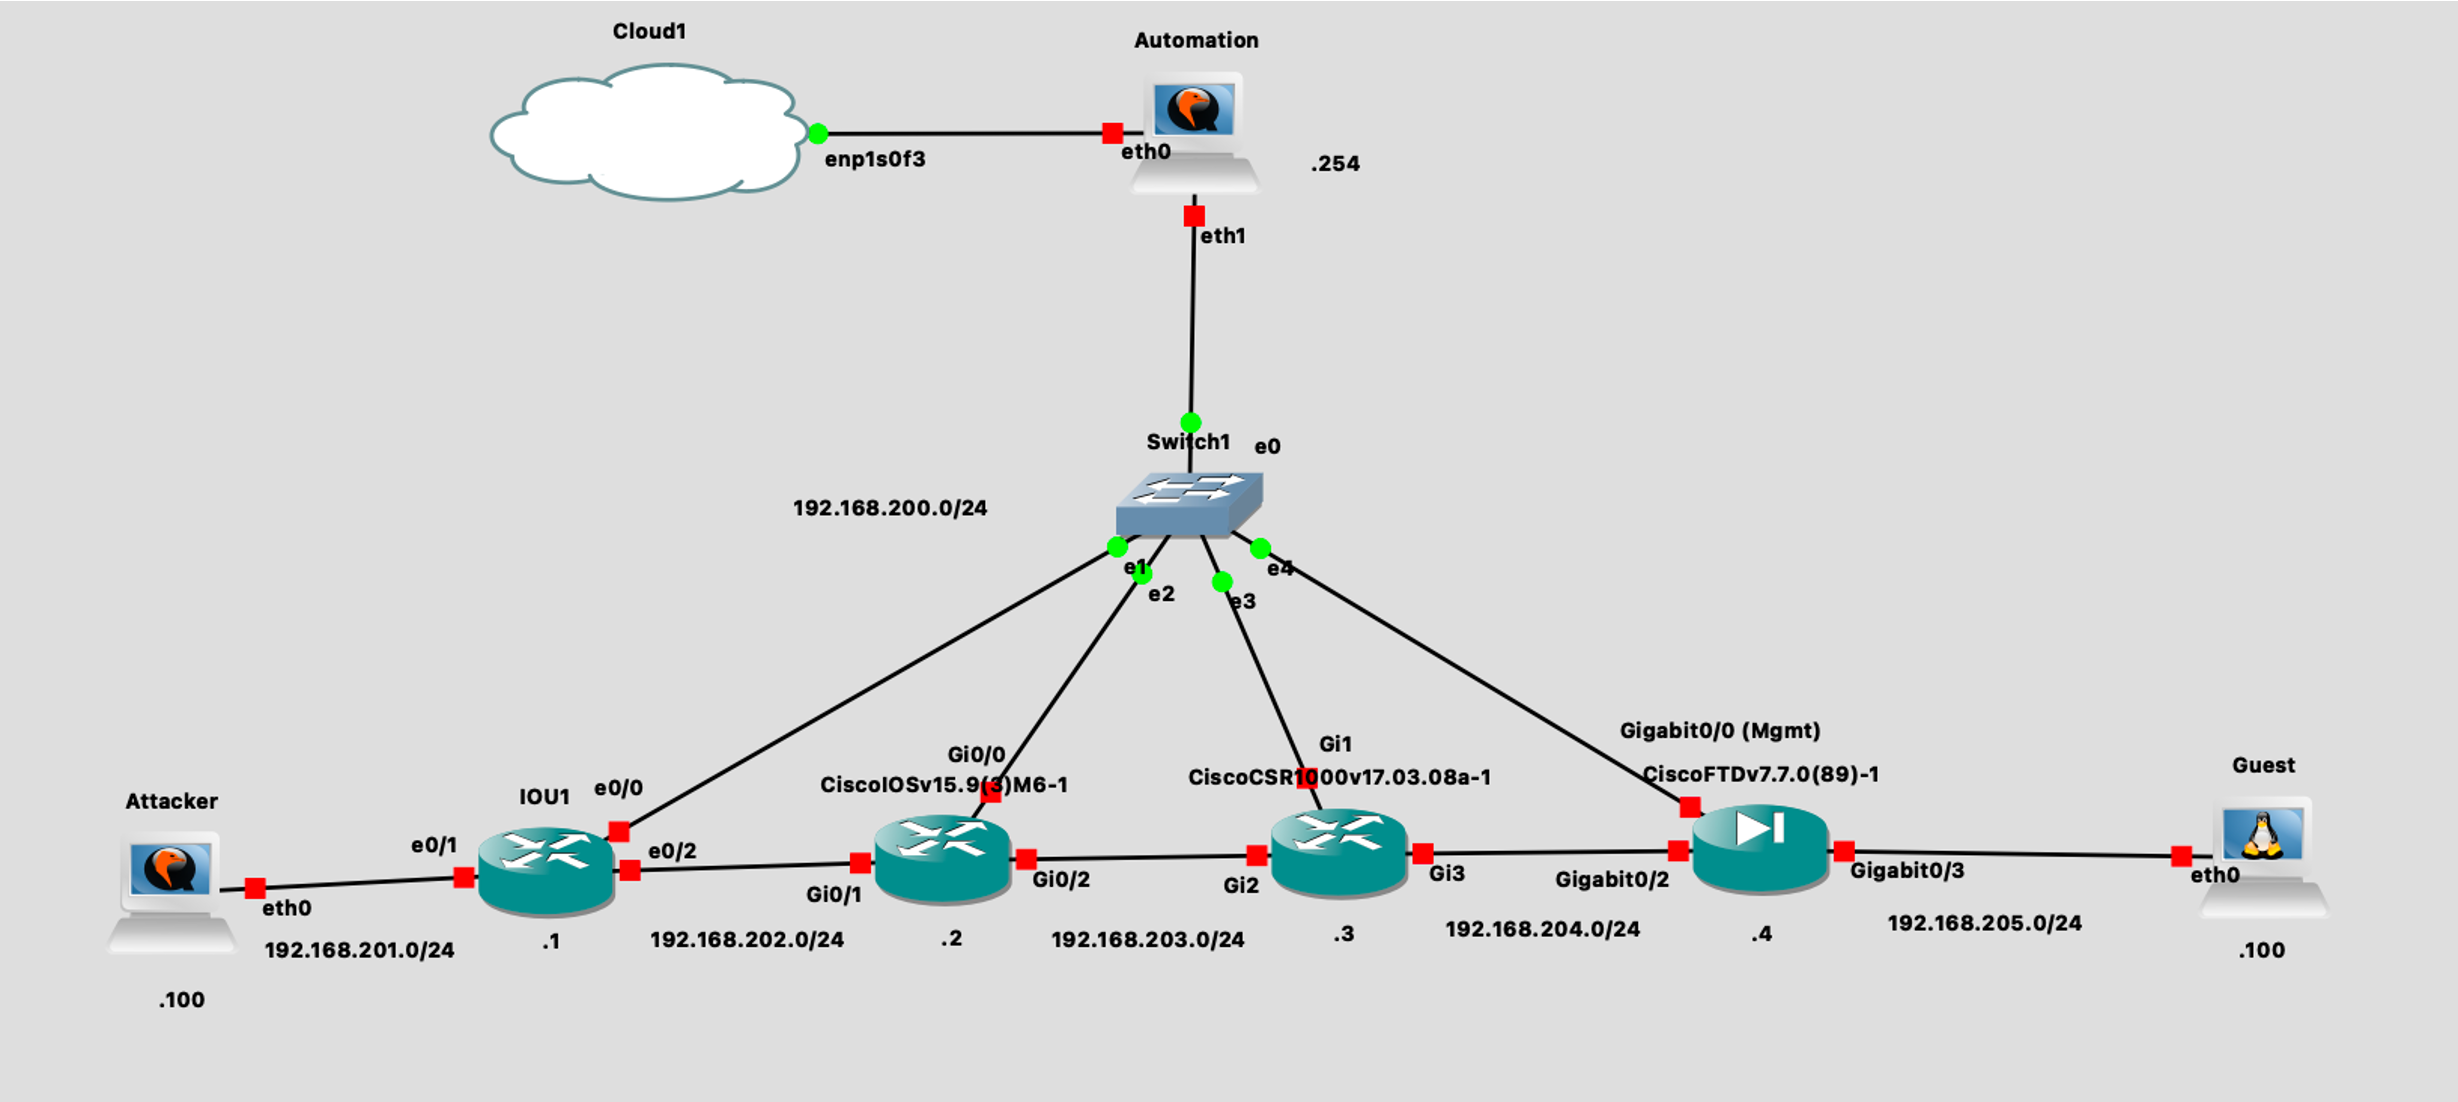 Cloud1
Automation
enp1s0f3
eth0
.254
eth1
Switch1
e0
192.168.200.0/24
e1
e2
e3
e4
Gigabit0/0 (Mgmt)
Gi0/0
Gi1
CiscoIOSv15.9(3)M6-1
CiscoCSR1000v17.03.08a-1
CiscoFTDv7.7.0(89)-1
Guest
Attacker
IOU1
e0/0
e0/1
e0/2
Gi0/1
Gi0/2
Gi2
Gi3
Gigabit0/2
Gigabit0/3
eth0
eth0
192.168.201.0/24
.1
192.168.202.0/24
.2
192.168.203.0/24
.3
192.168.204.0/24
.4
192.168.205.0/24
.100
.100